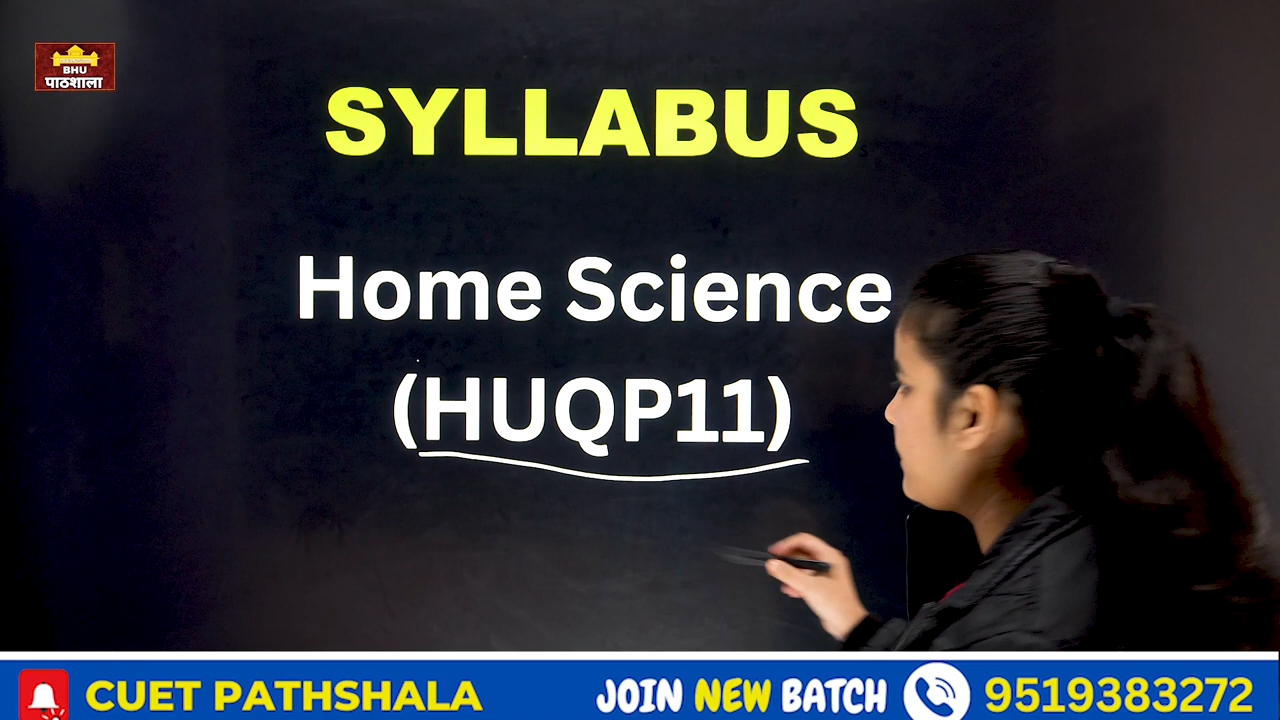 BHU
पाठशाला
SYLLABUS
Home Science
(HUQP11)
CUET PATHSHALA
JOIN NEW BATCH
9519383272